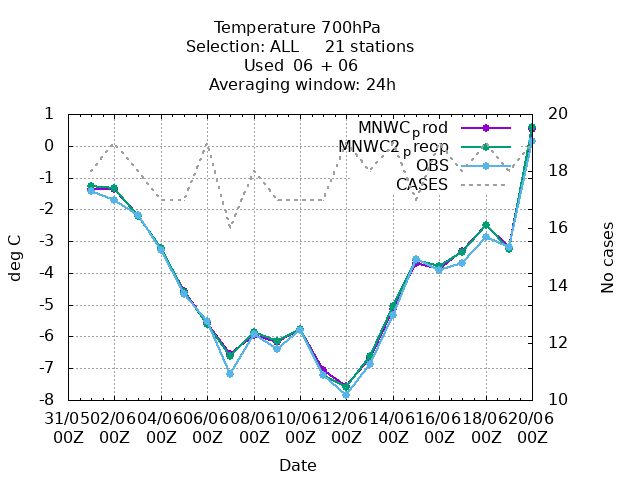 Temperature 700hPa
Selection: ALL 21 stations
Used 06 + 06
Averaging window: 24h
MNWC_prod
MNWC2_preop
OBS
CASES
1
0
-1
-2
-3
-4
-5
-6
-7
-8
20
18
16
14
12
10
deg C
No cases
31/05 02/06 04/06 06/06 08/06 10/06 12/06 14/06 16/06 18/06 20/06
00Z 00Z 00Z 00Z 00Z 00Z 00Z 00Z 00Z 00Z 00Z
Date